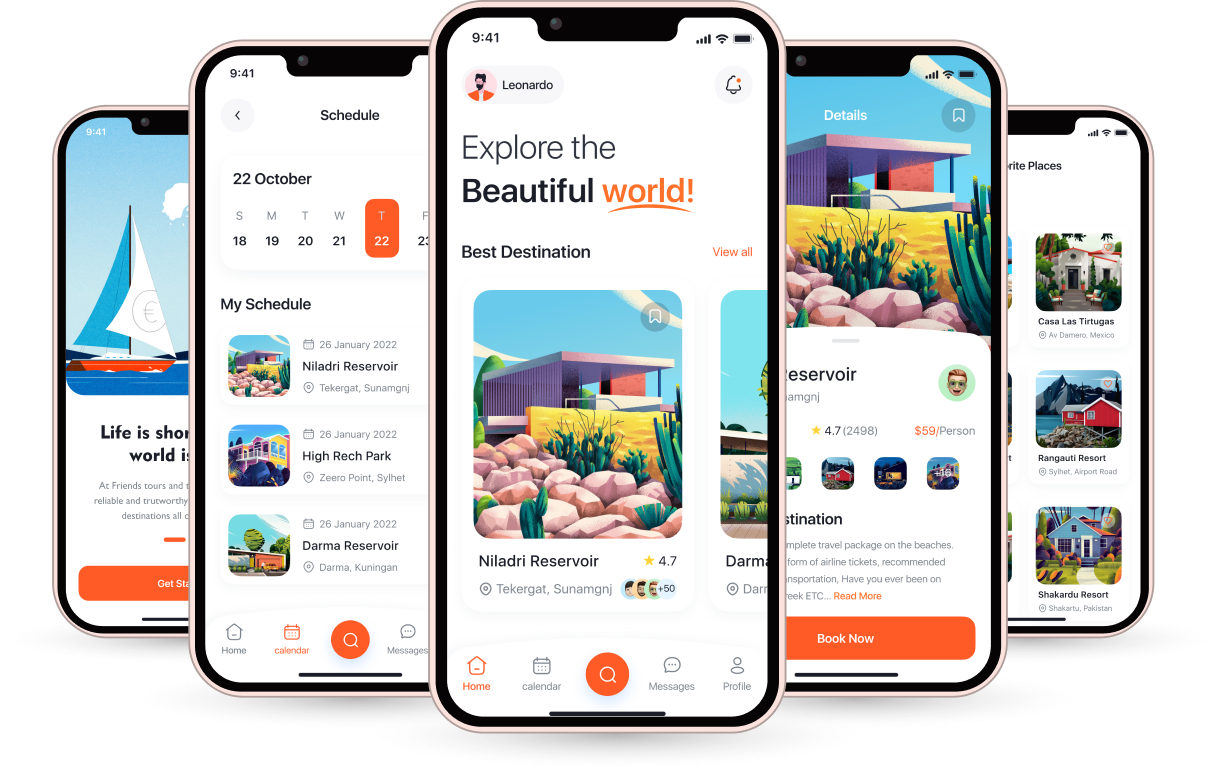 9:41
Life is shor
world is
At Friends tours and t
reliable and trutworthy
destinations all o
Get Sta
9:41
Schedule
22 October
S M T W T F
18 19 20 21 22 23
My Schedule
26 January 2022
Niladri Reservoir
Tekergat, Sunamgnj
26 January 2022
High Rech Park
Zeero Point, Sylhet
26 January 2022
Darma Reservoir
Darma, Kuningan
Home calendar Messages
9:41
Leonardo
Explore the
Beautiful world!
Best Destination View all
Niladri Reservoir 4.7
Tekergat, Sunamgnj +50
Darma
Darr
Home calendar Messages Profile
Details
Reservoir
namgnj
4.7 (2498) $59/Person
+16
stination
mplete travel package on the beaches.
form of airline tickets, recommended
nsportation, Have you ever been on
reek ETC... Read More
Book Now
rite Places
Casa Las Tirtugas
Av Damero, Mexico
Rangauti Resort
Sylhet, Airport Road
Shakardu Resort
Shakartu, Pakistan